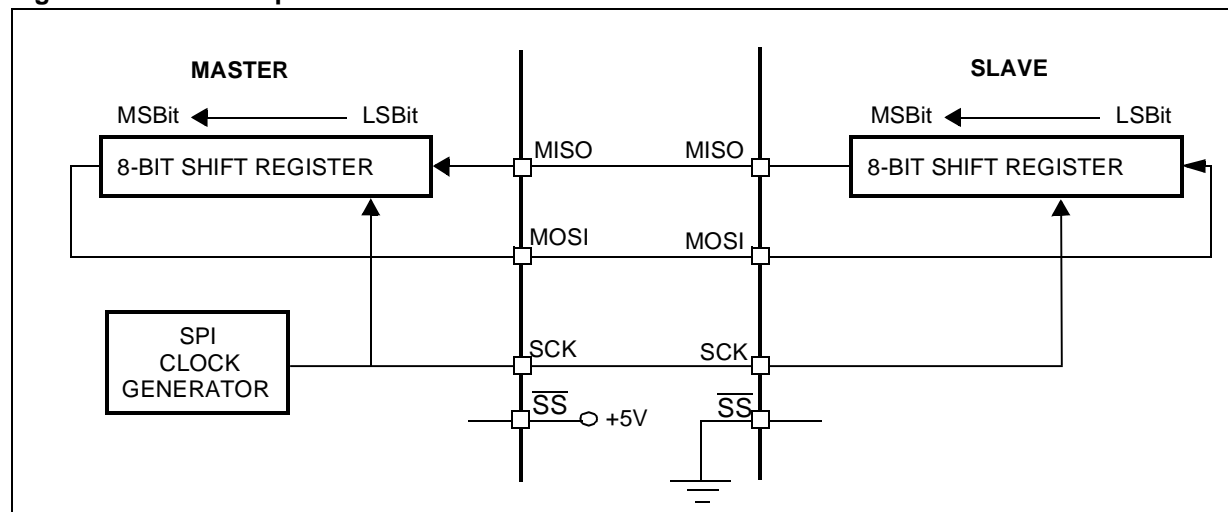 MASTER
SLAVE
MSBit LSBit
MSBit LSBit
8-BIT SHIFT REGISTER
MISO MISO
8-BIT SHIFT REGISTER
MOSI MOSI
SPI
CLOCK
GENERATOR
SCK SCK
SS +5V
SS